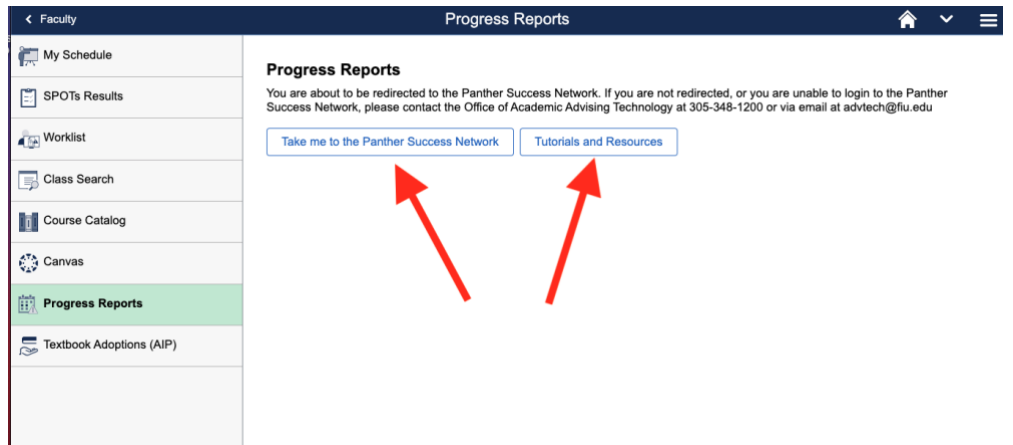 Faculty
Progress Reports
My Schedule
SPOTs Results
Worklist
Class Search
Course Catalog
Canvas
Progress Reports
Textbook Adoptions (AIP)
Progress Reports
You are about to be redirected to the Panther Success Network. If you are not redirected, or you are unable to login to the Panther
Success Network, please contact the Office of Academic Advising Technology at 305-348-1200 or via email at advtech@fiu.edu
Take me to the Panther Success Network
Tutorials and Resources